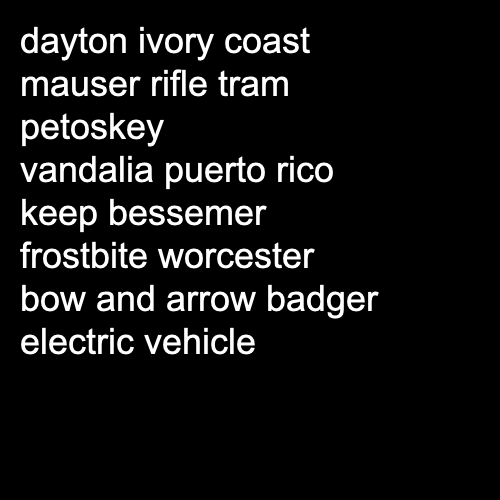 dayton ivory coast
mauser rifle tram
petoskey
vandalia puerto rico
keep bessemer
frostbite worcester
bow and arrow badger
electric vehicle